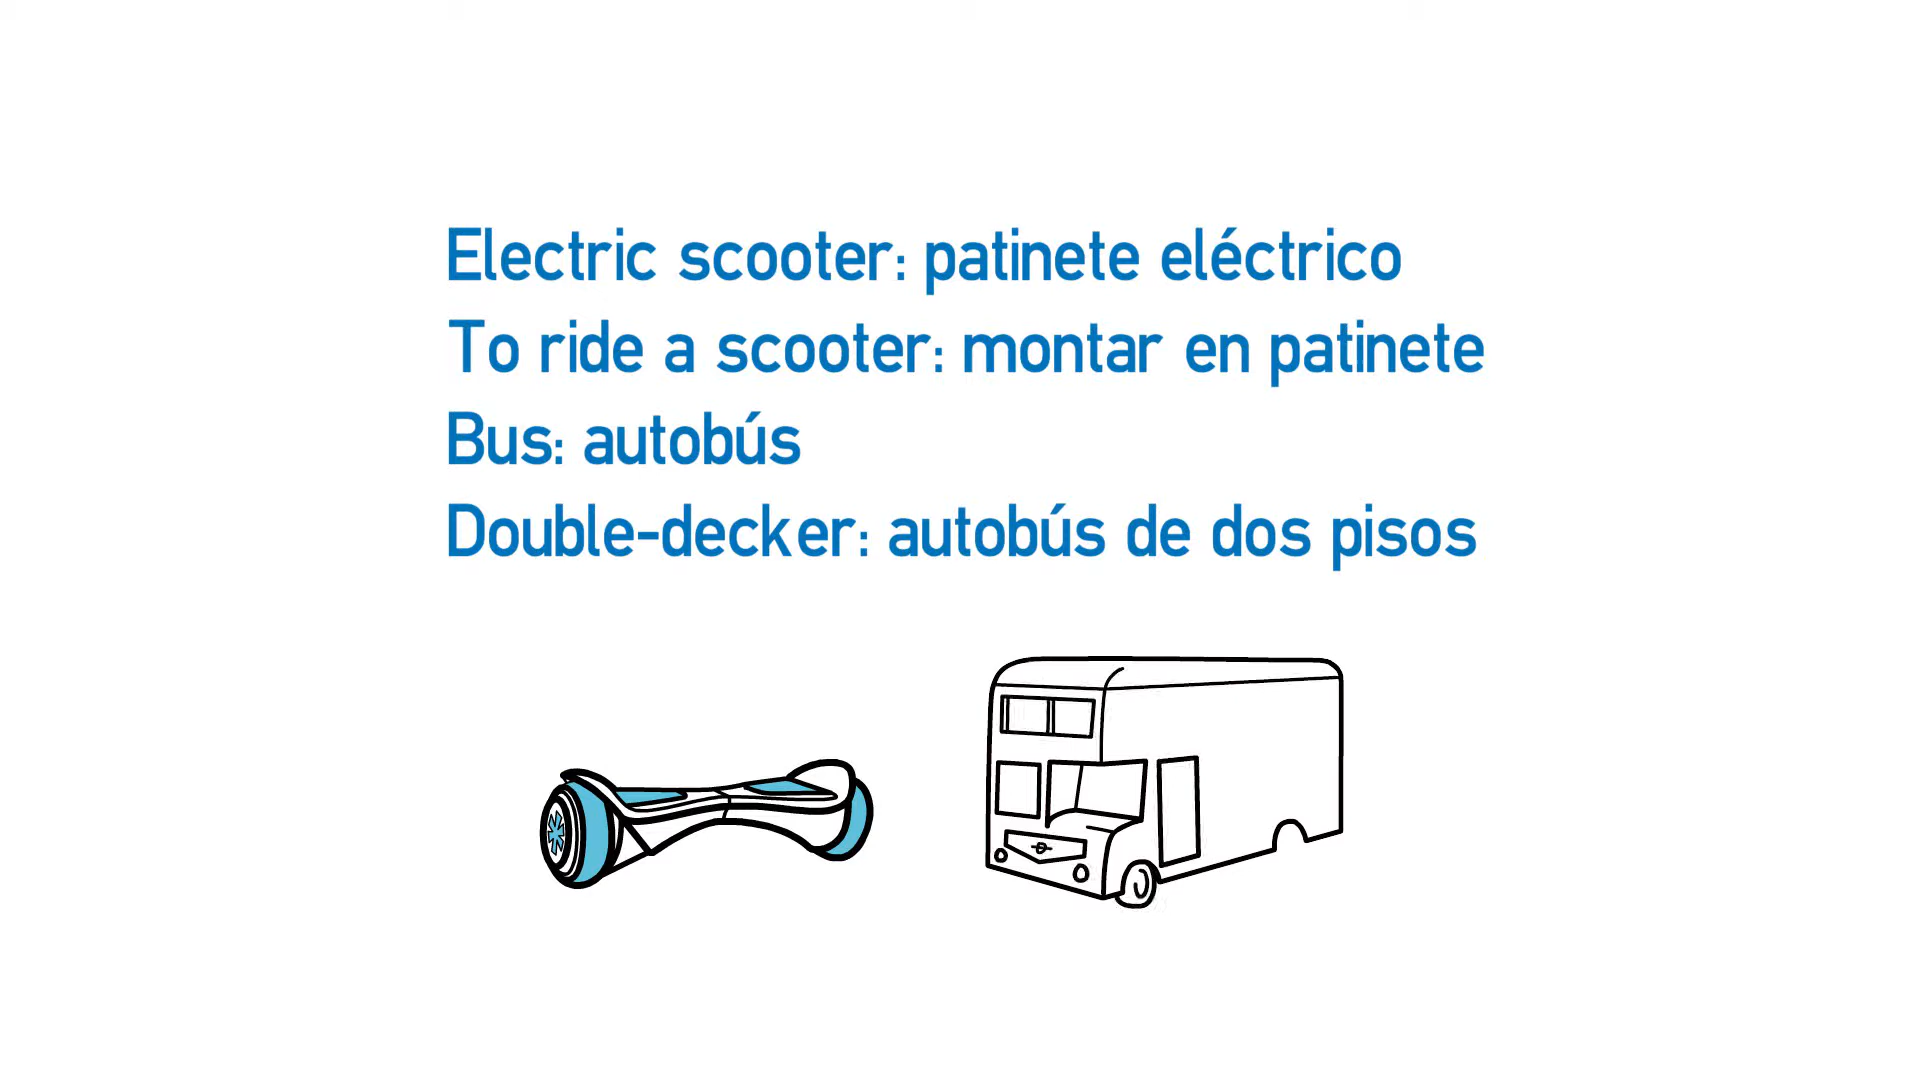 Electric scooter: patinete eléctrico
To ride a scooter: montar en patinete
Bus: autobús
Double-decker: autobús de dos pisos